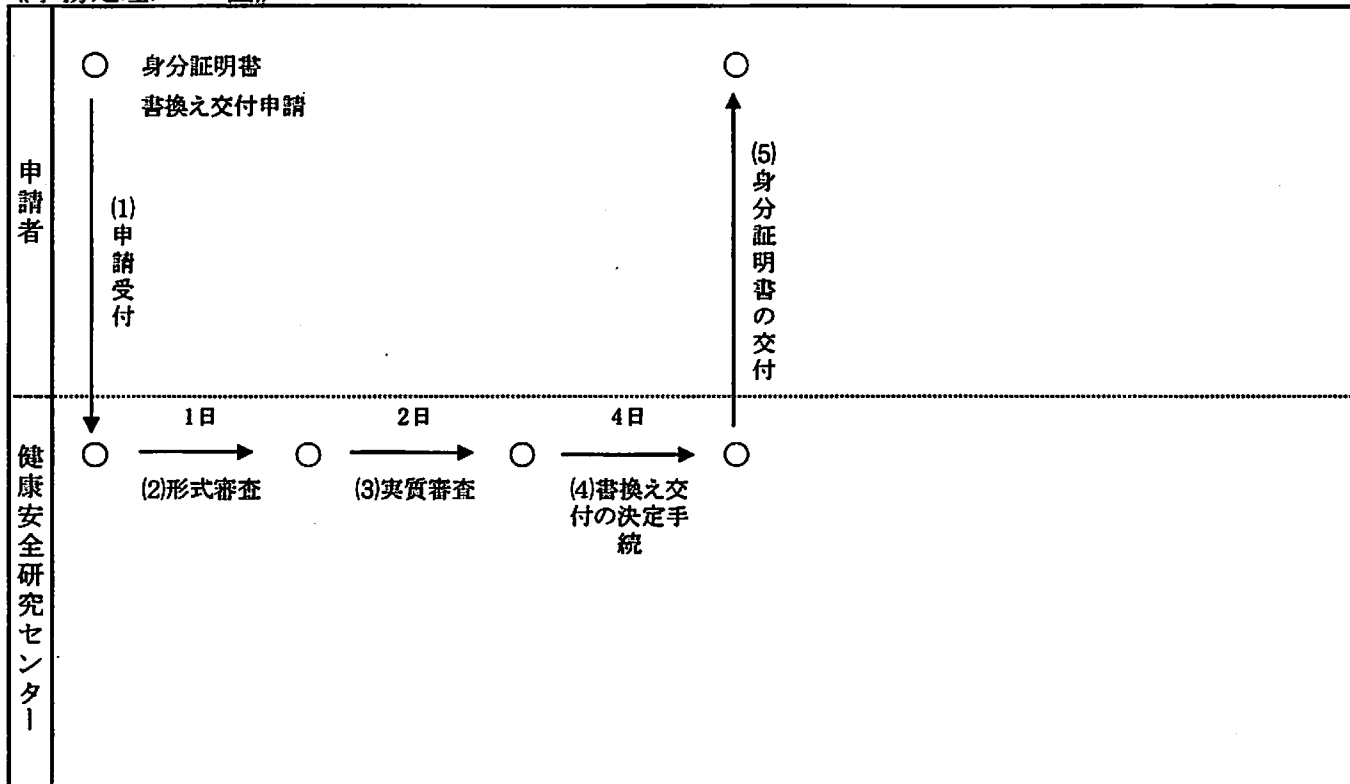 申請者
身分証明書
書換え交付申請
(1)申請受付
(5)身分証明書の交付
健康安全研究センター
1日
2日
4日
(2)形式審査
(3)実質審査
(4)書換え交
付の決定手
続